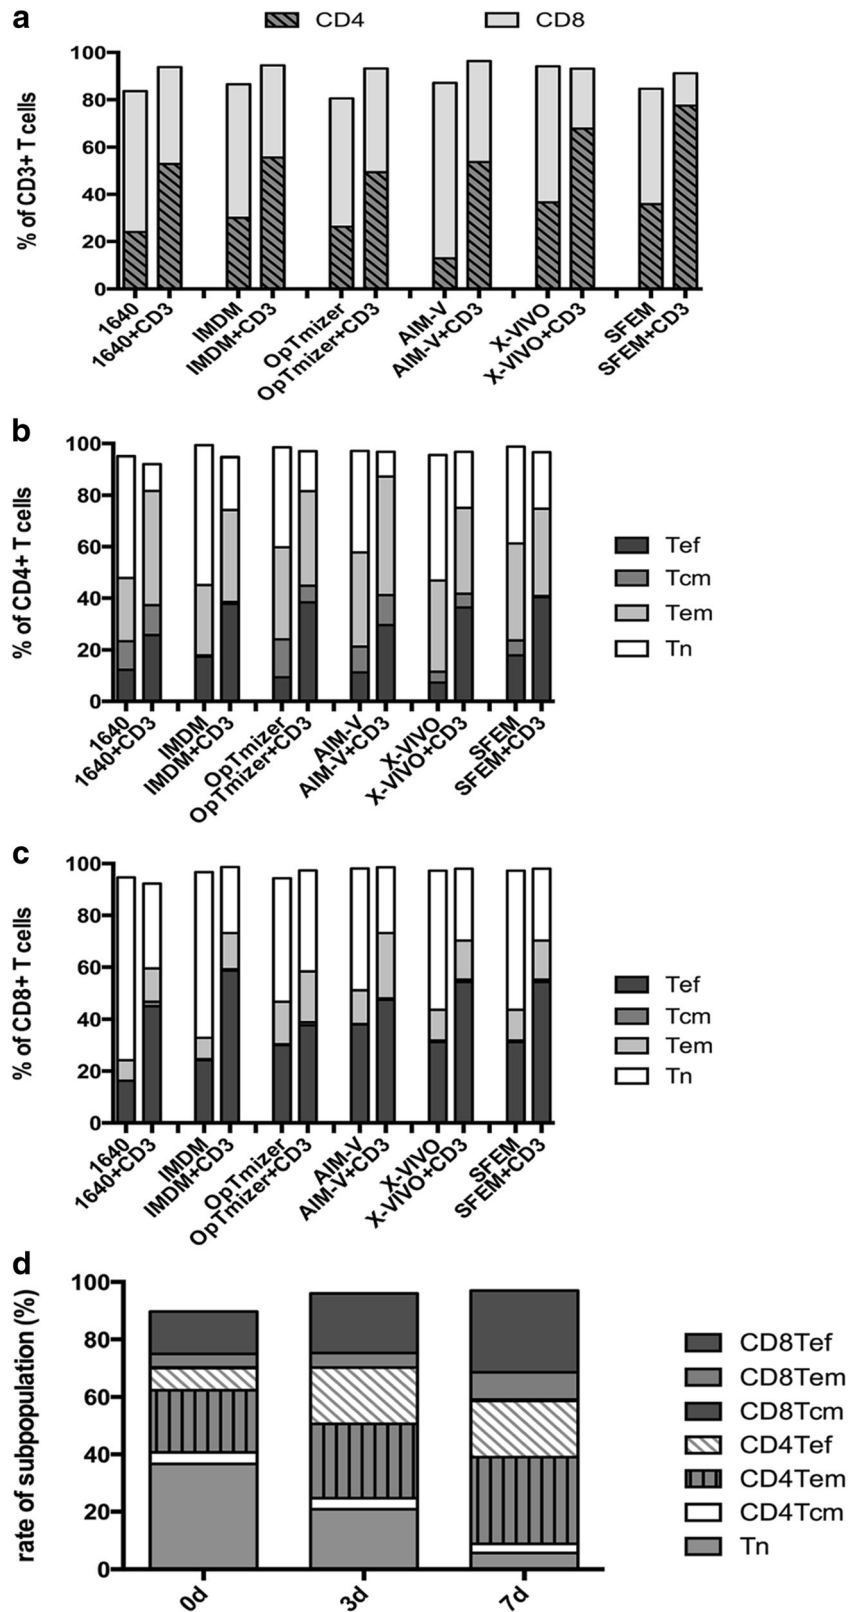 a
CD4
CD8
% of CD3+ T cells
100
80
60
40
20
0
1640
1640+CD3
IMDM
IMDM+CD3
OpTmizer
OpTmizer+CD3
AIM-V
AIM-V+CD3
X-VIVO
X-VIVO+CD3
SFEM
SFEM+CD3
b
% of CD4+ T cells
100
80
60
40
20
0
Tef
Tcm
Tem
Tn
1640
1640+CD3
IMDM
IMDM+CD3
OpTmizer
OpTmizer+CD3
AIM-V
AIM-V+CD3
X-VIVO
X-VIVO+CD3
SFEM
SFEM+CD3
c
% of CD8+ T cells
100
80
60
40
20
0
Tef
Tcm
Tem
Tn
1640
1640+CD3
IMDM
IMDM+CD3
OpTmizer
OpTmizer+CD3
AIM-V
AIM-V+CD3
X-VIVO
X-VIVO+CD3
SFEM
SFEM+CD3
d
rate of subpopulation (%)
100
80
60
40
20
0
CD8Tef
CD8Tem
CD8Tcm
CD4Tef
CD4Tem
CD4Tcm
Tn
0d
3d
7d